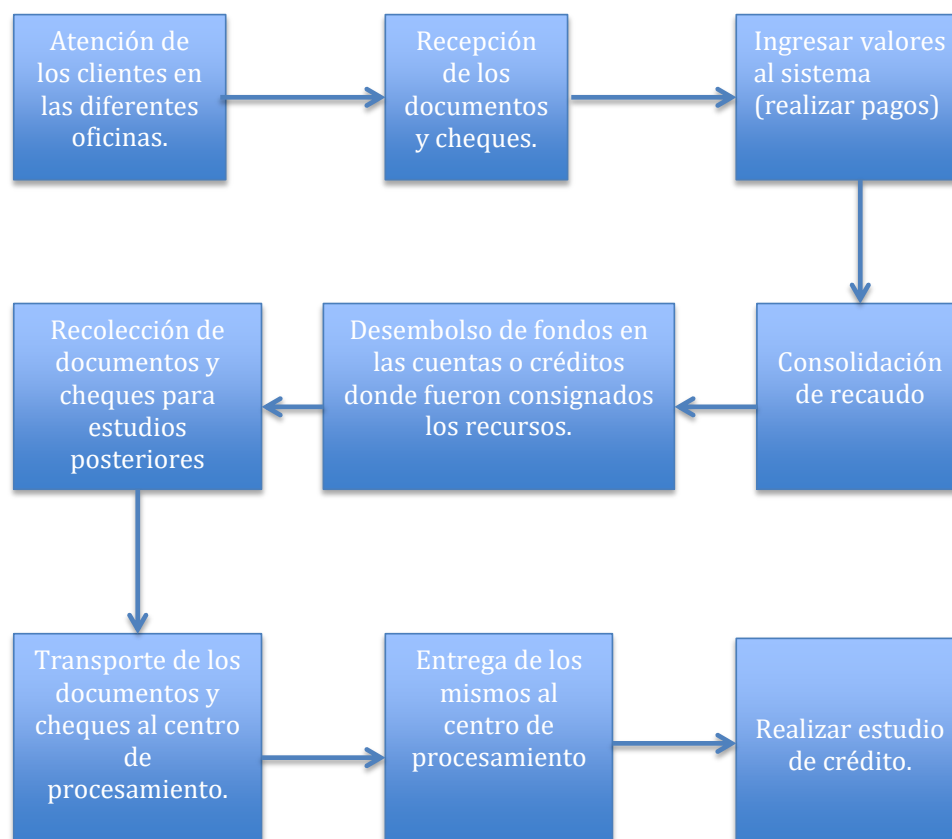 Atención de
los clientes en
las diferentes
oficinas.
Recepción
de los
documentos
y cheques.
Ingresar valores
al sistema
(realizar pagos)
Consolidación
de recaudo
Desembolso de fondos en
las cuentas o créditos
donde fueron consignados
los recursos.
Recolección de
documentos y
cheques para
estudios
posteriores
Transporte de los
documentos y
cheques al centro
de
procesamiento.
Entrega de los
mismos al
centro de
procesamiento
Realizar estudio
de crédito.